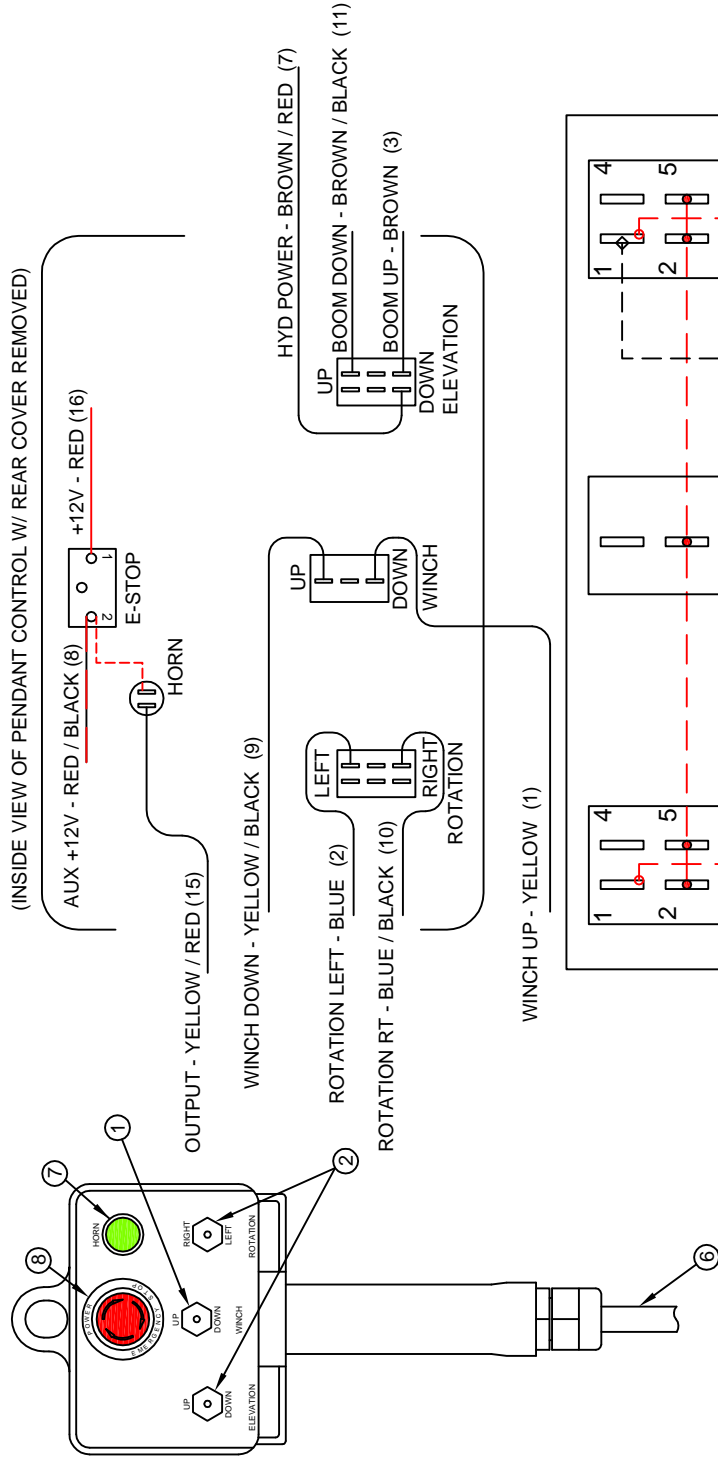 (INSIDE VIEW OF PENDANT CONTROL W/ REAR COVER REMOVED)
AUX +12V - RED / BLACK (8)
+12V - RED (16)
2
1
E-STOP
HORN
OUTPUT - YELLOW / RED (15)
WINCH DOWN - YELLOW / BLACK (9)
HYD POWER - BROWN / RED (7)
LEFT
RIGHT
ROTATION
UP
DOWN
WINCH
UP
DOWN
ELEVATION
ROTATION LEFT - BLUE (2)
BOOM DOWN - BROWN / BLACK (11)
ROTATION RT - BLUE / BLACK (10)
BOOM UP - BROWN (3)
WINCH UP - YELLOW (1)
1
4
2
5
1
4
2
5
8
7
1
2
6
POWER
EMERGENCY STOP
HORN
UP
DOWN
ELEVATION
UP
DOWN
WINCH
RIGHT
LEFT
ROTATION